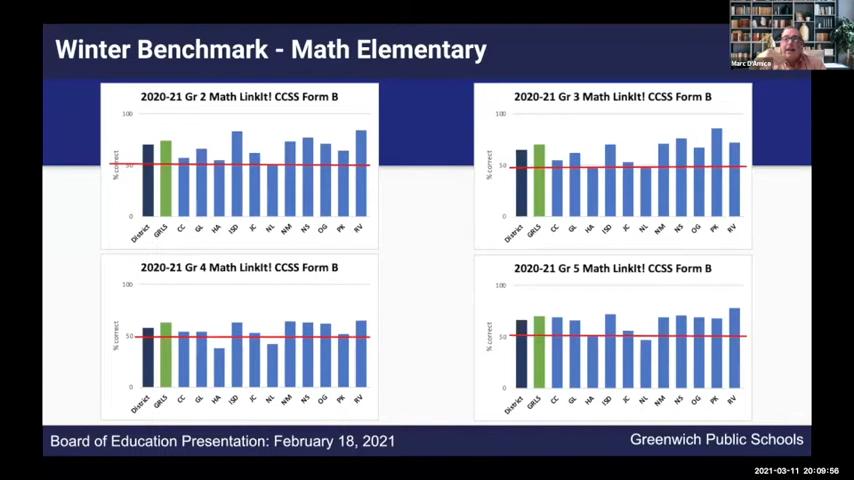 Winter Benchmark - Math Elementary
Marc D'Amico
2020-21 Gr 2 Math LinkIt! CCSS Form B
100
50
0
% correct
District GRLS CC GL HA ISD JC NL NM NS OG PK RV
2020-21 Gr 3 Math LinkIt! CCSS Form B
100
50
0
% correct
District GRLS CC GL HA ISD JC NL NM NS OG PK RV
2020-21 Gr 4 Math LinkIt! CCSS Form B
100
50
0
% correct
District GRLS CC GL HA ISD JC NL NM NS OG PK RV
2020-21 Gr 5 Math LinkIt! CCSS Form B
100
50
0
% correct
District GRLS CC GL HA ISD JC NL NM NS OG PK RV
Board of Education Presentation: February 18, 2021
Greenwich Public Schools
2021-03-11 20:09:56